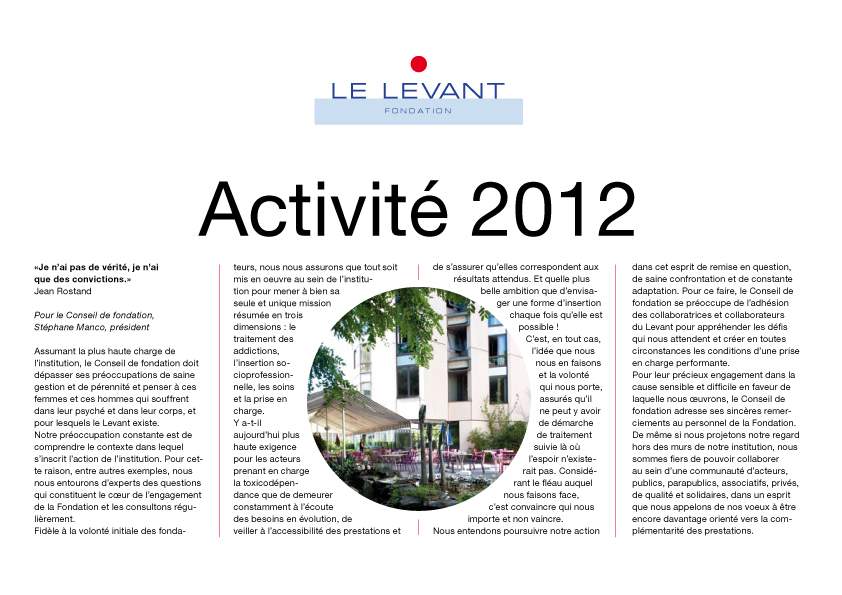 LE LEVANT
FONDATION
Activité 2012
«Je n'ai pas de vérité, je n'ai
que des convictions.»
Jean Rostand
Pour le Conseil de fondation,
Stéphane Manco, président
Assumant la plus haute charge de
l'institution, le Conseil de fondation doit
dépasser ses préoccupations de saine
gestion et de pérennité et penser à ces
femmes et ces hommes qui souffrent
dans leur psyché et dans leur corps, et
pour lesquels le Levant existe.
Notre préoccupation constante est de
comprendre le contexte dans lequel
s'inscrit l'action de l'institution. Pour cet-
te raison, entre autres exemples, nous
nous entourons d'experts des questions
qui constituent le cœur de l'engagement
de la Fondation et les consultons régu-
lièrement.
Fidèle à la volonté initiale des fonda-
teurs, nous nous assurons que tout soit
mis en oeuvre au sein de l'institu-
tion pour mener à bien sa
seule et unique mission
résumée en trois
dimensions : le
traitement des
addictions,
l'insertion so-
cioprofession-
nelle, les soins
et la prise en
charge.
Y a-t-il
aujourd'hui plus
haute exigence
pour les acteurs
prenant en charge
la toxicodépen-
dance que de demeurer
constamment à l'écoute
des besoins en évolution, de
veiller à l'accessibilité des prestations et
de s'assurer qu'elles correspondent aux
résultats attendus. Et quelle plus
belle ambition que d'envisa-
ger une forme d'insertion
chaque fois qu'elle est
possible !
C'est, en tout cas,
l'idée que nous
nous en faisons
et la volonté
qui nous porte,
assurés qu'il
ne peut y avoir
de démarche
de traitement
suivie là où
l'espoir n'existe-
rait pas. Considé-
rant le fléau auquel
nous faisons face,
c'est convaincre qui nous
importe et non vaincre.
Nous entendons poursuivre notre action
dans cet esprit de remise en question,
de saine confrontation et de constante
adaptation. Pour ce faire, le Conseil de
fondation se préoccupe de l'adhésion
des collaboratrices et collaborateurs
du Levant pour appréhender les défis
qui nous attendent et créer en toutes
circonstances les conditions d'une prise
en charge performante.
Pour leur précieux engagement dans la
cause sensible et difficile en faveur de
laquelle nous œuvrons, le Conseil de
fondation adresse ses sincères remer-
ciements au personnel de la Fondation.
De même si nous projetons notre regard
hors des murs de notre institution, nous
sommes fiers de pouvoir collaborer
au sein d'une communauté d'acteurs,
publics, parapublics, associatifs, privés,
de qualité et solidaires, dans un esprit
que nous appelons de nos voeux à être
encore davantage orienté vers la com-
plémentarité des prestations.